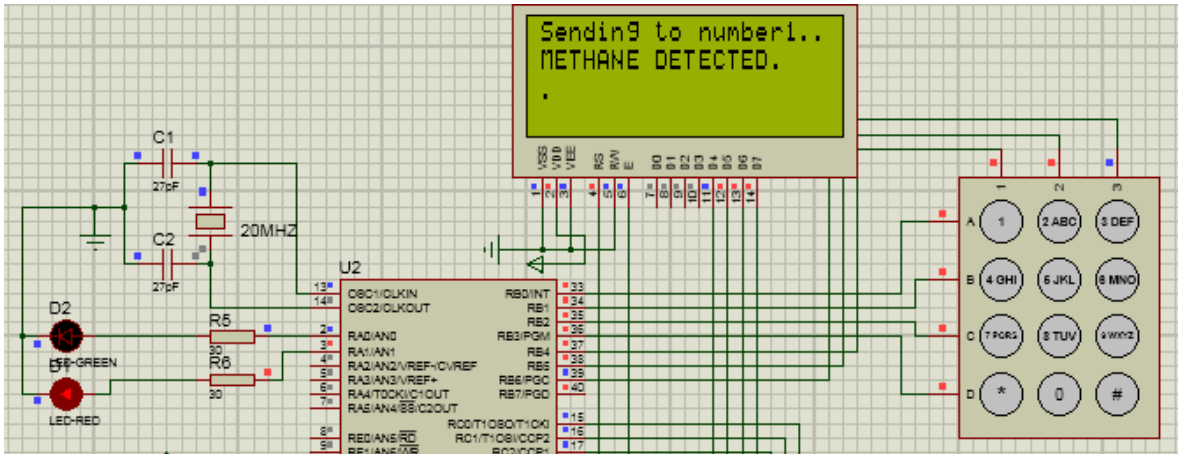 Sending to number1..
METHANE DETECTED.
.
C1
27pF
20MHZ
C2
27pF
VSS
VDD
VEE
RS
RW
E
D0
D1
D2
D3
D4
D5
D6
D7
1
2
3
4
5
6
7
8
9
10
11
12
13
14
1
2
3
A
B
C
D
1
2 ABC
3 DEF
4 GHI
5 JKL
6 MNO
7 PQRS
8 TUV
9 WXYZ
*
0
#
U2
13
OSC1/CLKIN
14
OSC2/CLKOUT
2
RA0/AN0
3
RA1/AN1
4
RA2/AN2/VREF-/CVREF
5
RA3/AN3/VREF+
6
RA4/T0CKI/C1OUT
7
RA5/AN4/SS/C2OUT
8
RE0/AN5/RD
9
RE1/AN6/WR
RB0/INT
33
RB1
34
RB2
35
RB3/PGM
36
RB4
37
RB5
38
RB6/PGC
39
RB7/PGD
40
RC0/T1OSO/T1CKI
15
RC1/T1OSI/CCP2
16
RC2/CCP1
17
D2
LED-GREEN
D1
LED-RED
R5
30
R6
30